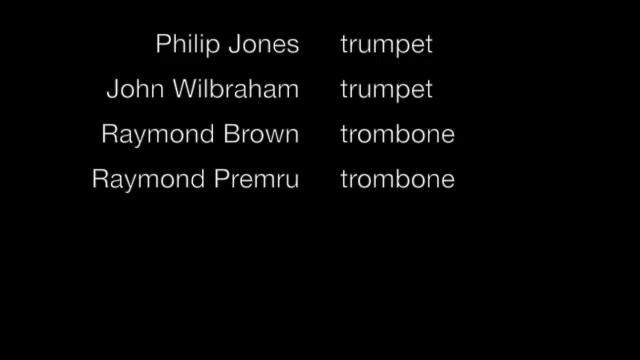 Philip Jones trumpet
John Wilbraham trumpet
Raymond Brown trombone
Raymond Premru trombone